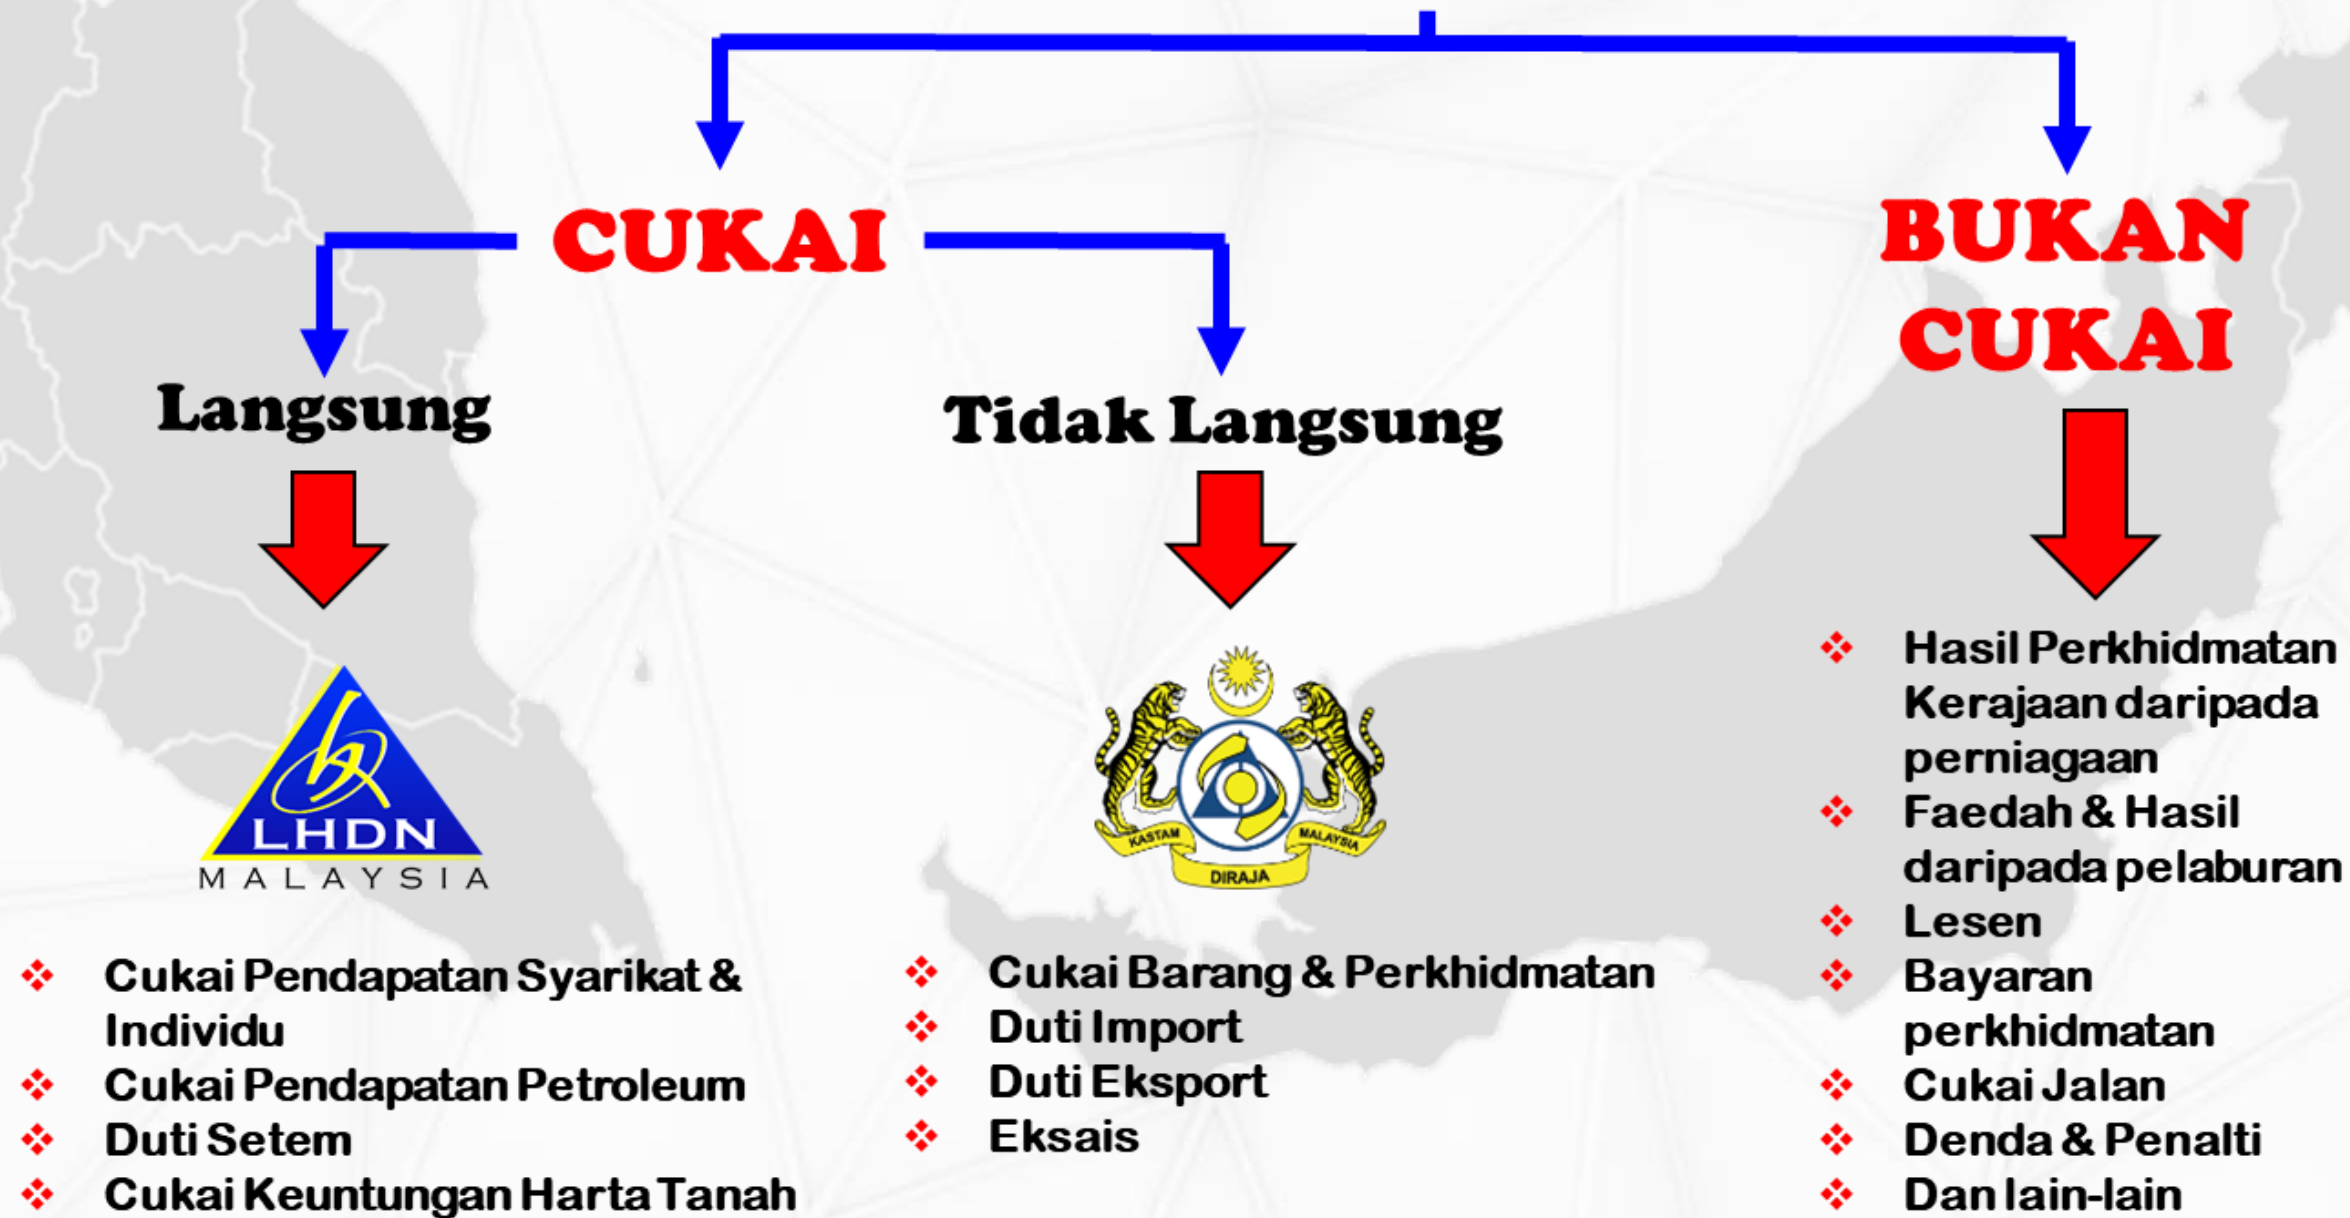 CUKAI
BUKAN
CUKAI
Langsung
Tidak Langsung
LHDN
MALAYSIA
KASTAM
DIRAJA
MALAYSIA
Cukai Pendapatan Syarikat &
Individu
Cukai Pendapatan Petroleum
Duti Setem
Cukai Keuntungan Harta Tanah
Cukai Barang & Perkhidmatan
Duti Import
Duti Eksport
Eksais
Hasil Perkhidmatan
Kerajaan daripada
perniagaan
Faedah & Hasil
daripada pelaburan
Lesen
Bayaran
perkhidmatan
Cukai Jalan
Denda & Penalti
Dan lain-lain